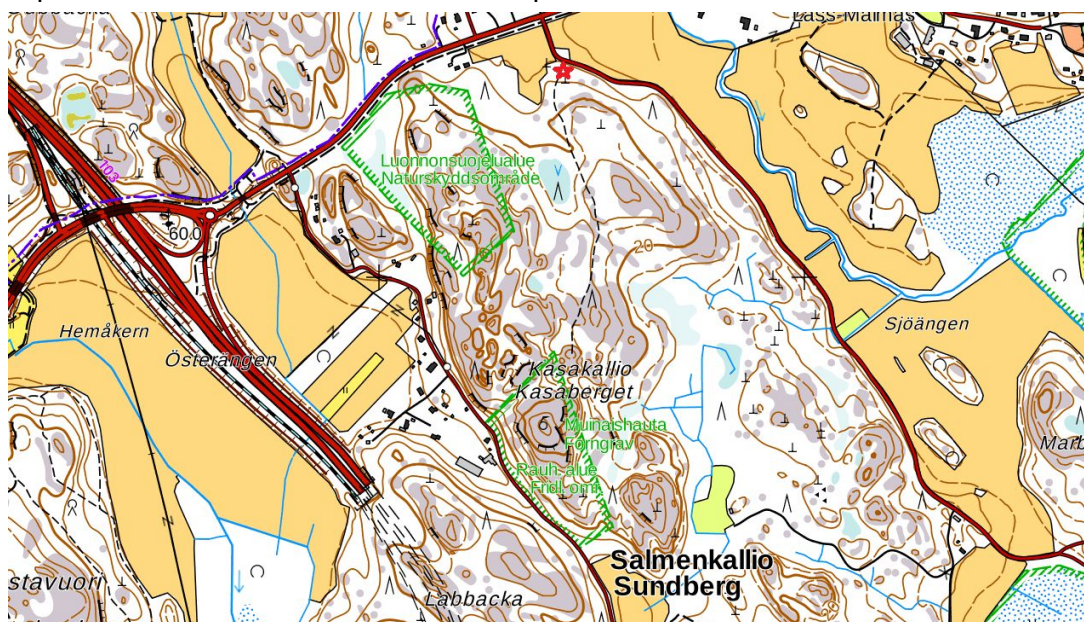 Lass Malmas
Luonnonsuojelualue
Naturskyddsområde
103
60.0
20
Hemåkern
Österängen
Sjöängen
Kasakallio
Kasaberget
Muinaishauta
Forngrav
Rauh.alue
Fridl.omr
Salmenkallio
Sundberg
stavuori
Labbacka
Marb